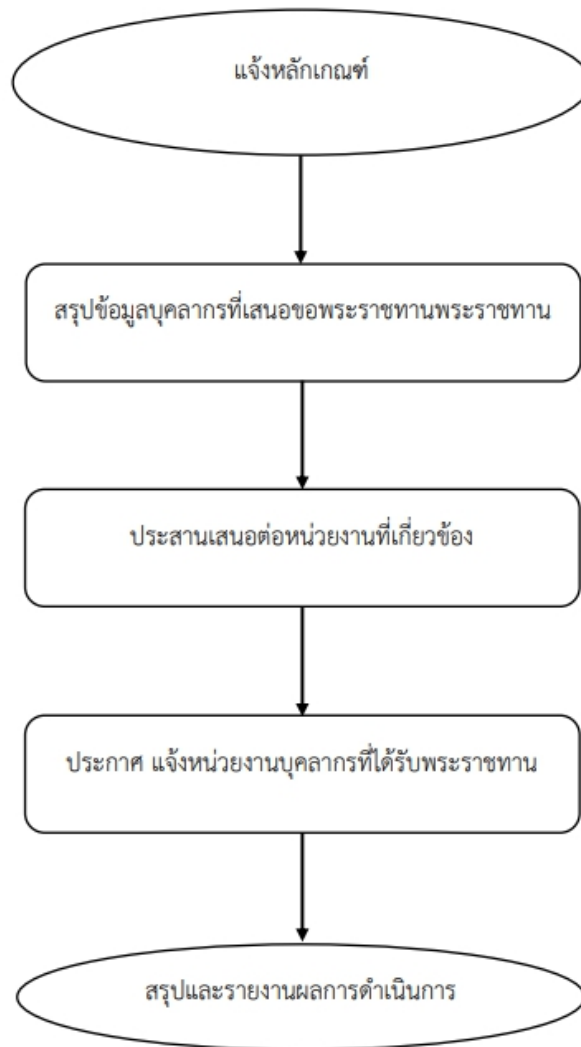 แจ้งหลักเกณฑ์
สรุปข้อมูลบุคลากรที่เสนอขอพระราชทานพระราชทาน
ประสานเสนอต่อหน่วยงานที่เกี่ยวข้อง
ประกาศ แจ้งหน่วยงานบุคลากรที่ได้รับพระราชทาน
สรุปและรายงานผลการดำเนินการ